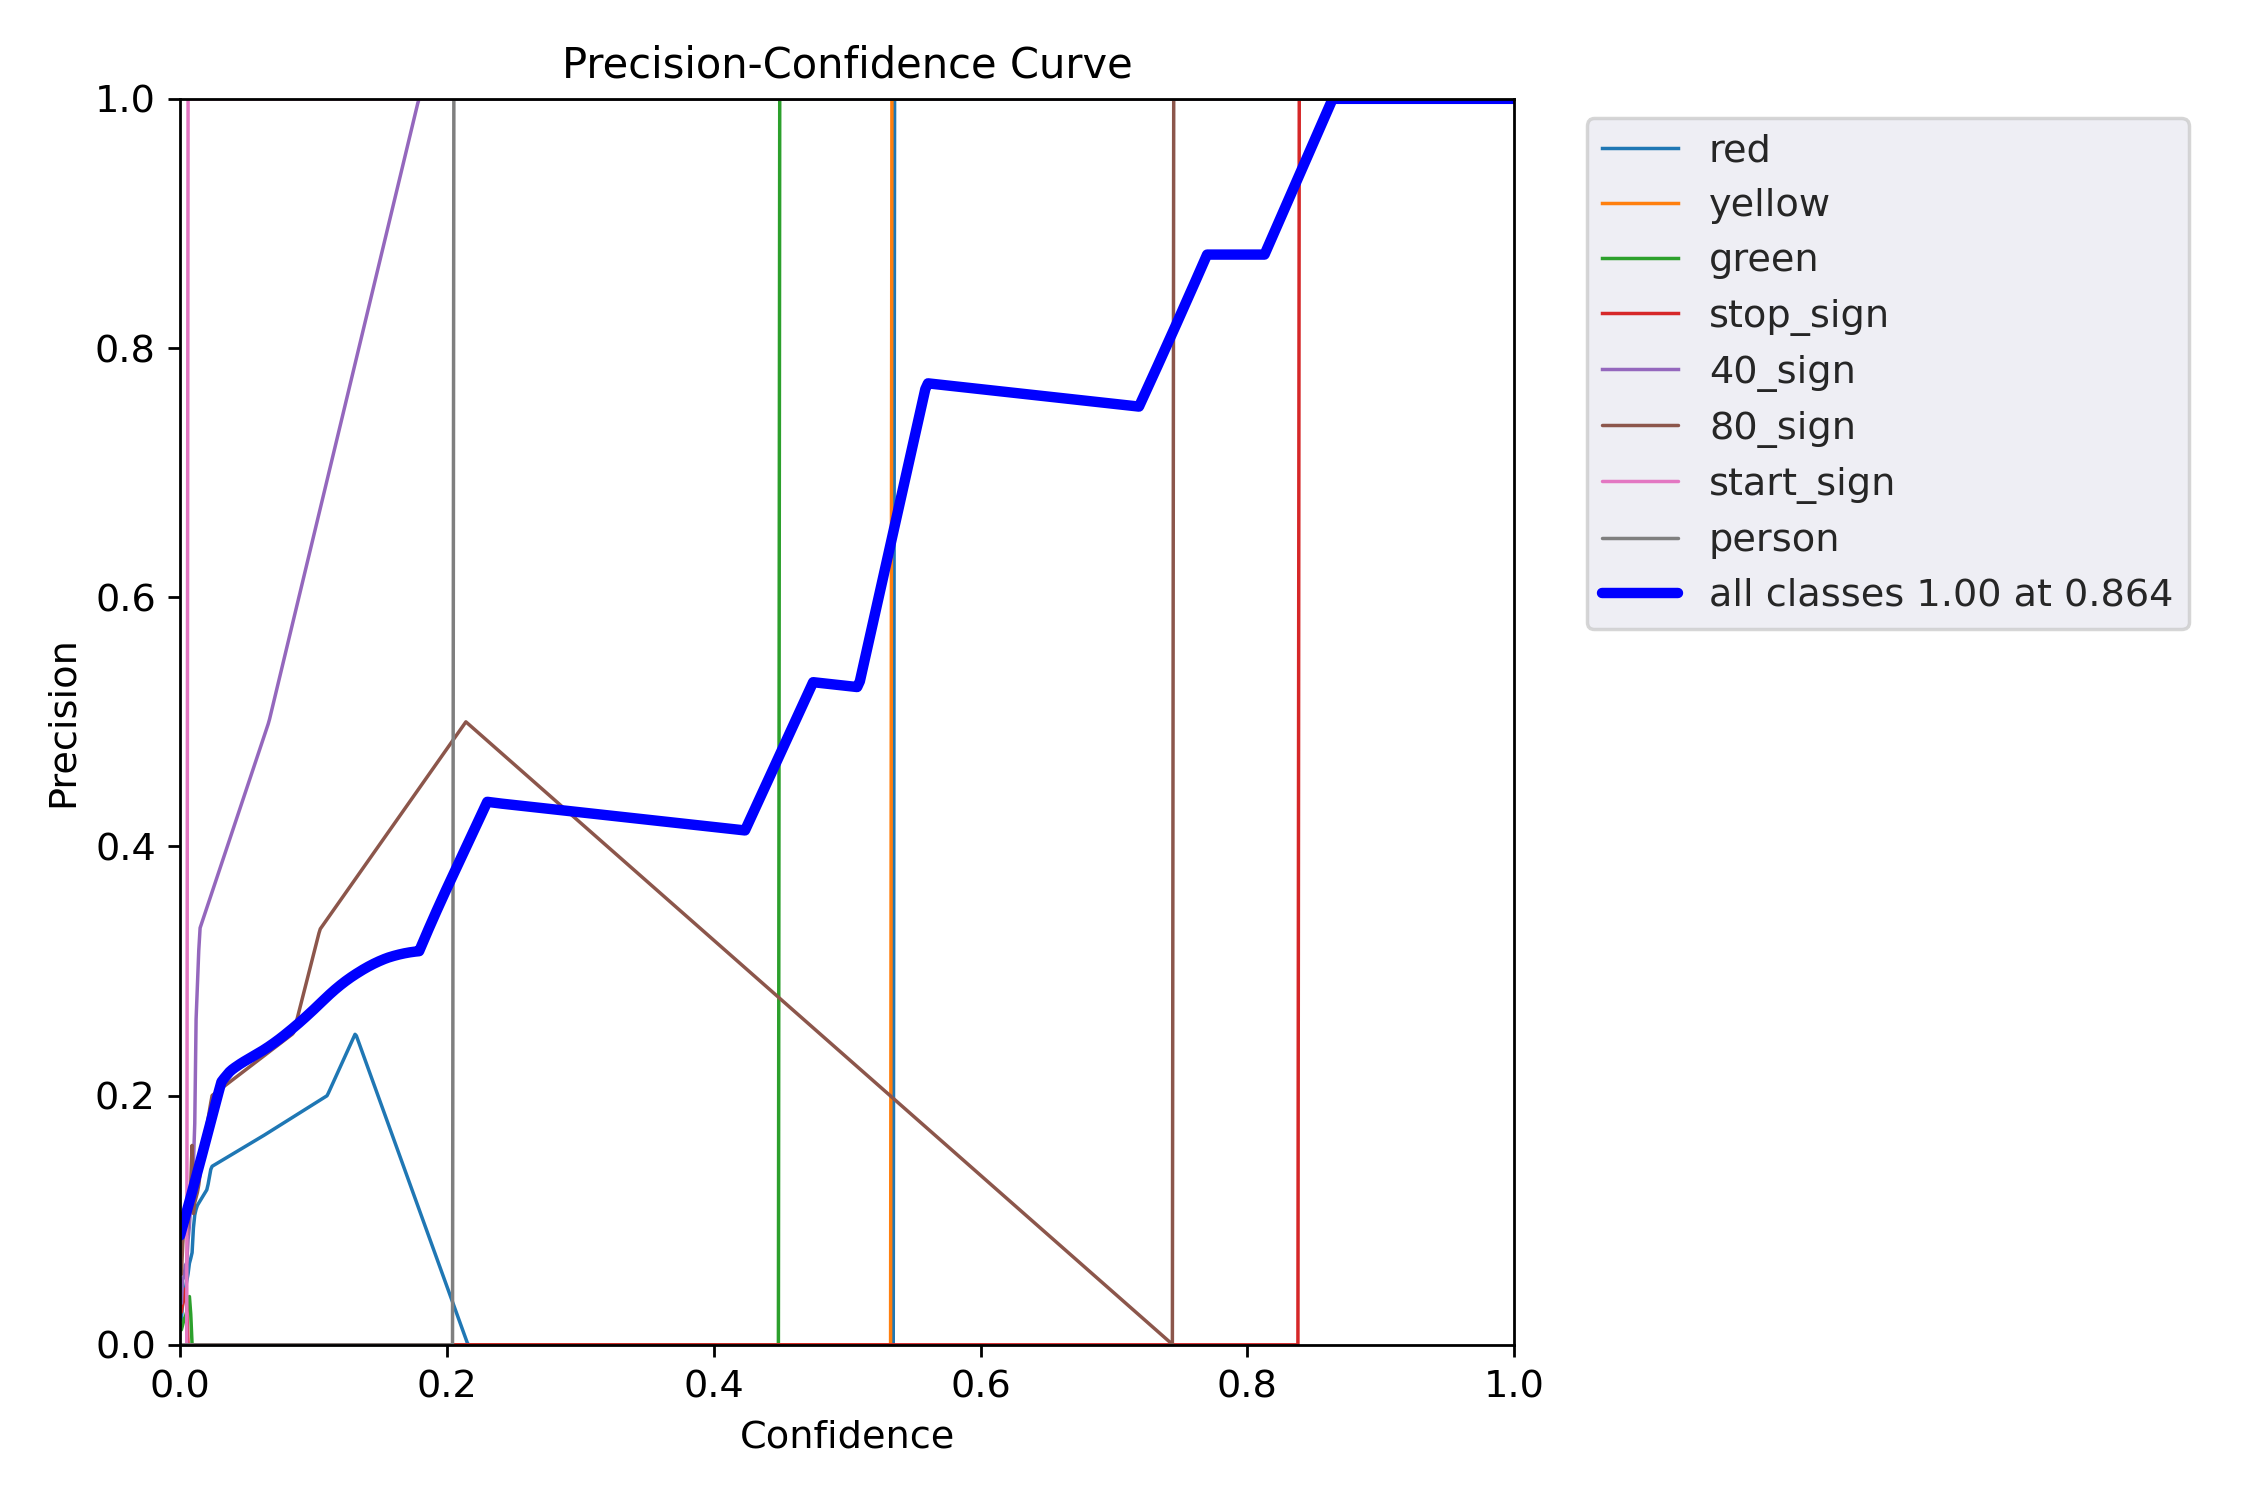 Precision-Confidence Curve
1.0
0.8
0.6
0.4
0.2
0.0
Precision
0.0 0.2 0.4 0.6 0.8 1.0
Confidence
red
yellow
green
stop_sign
40_sign
80_sign
start_sign
person
all classes 1.00 at 0.864